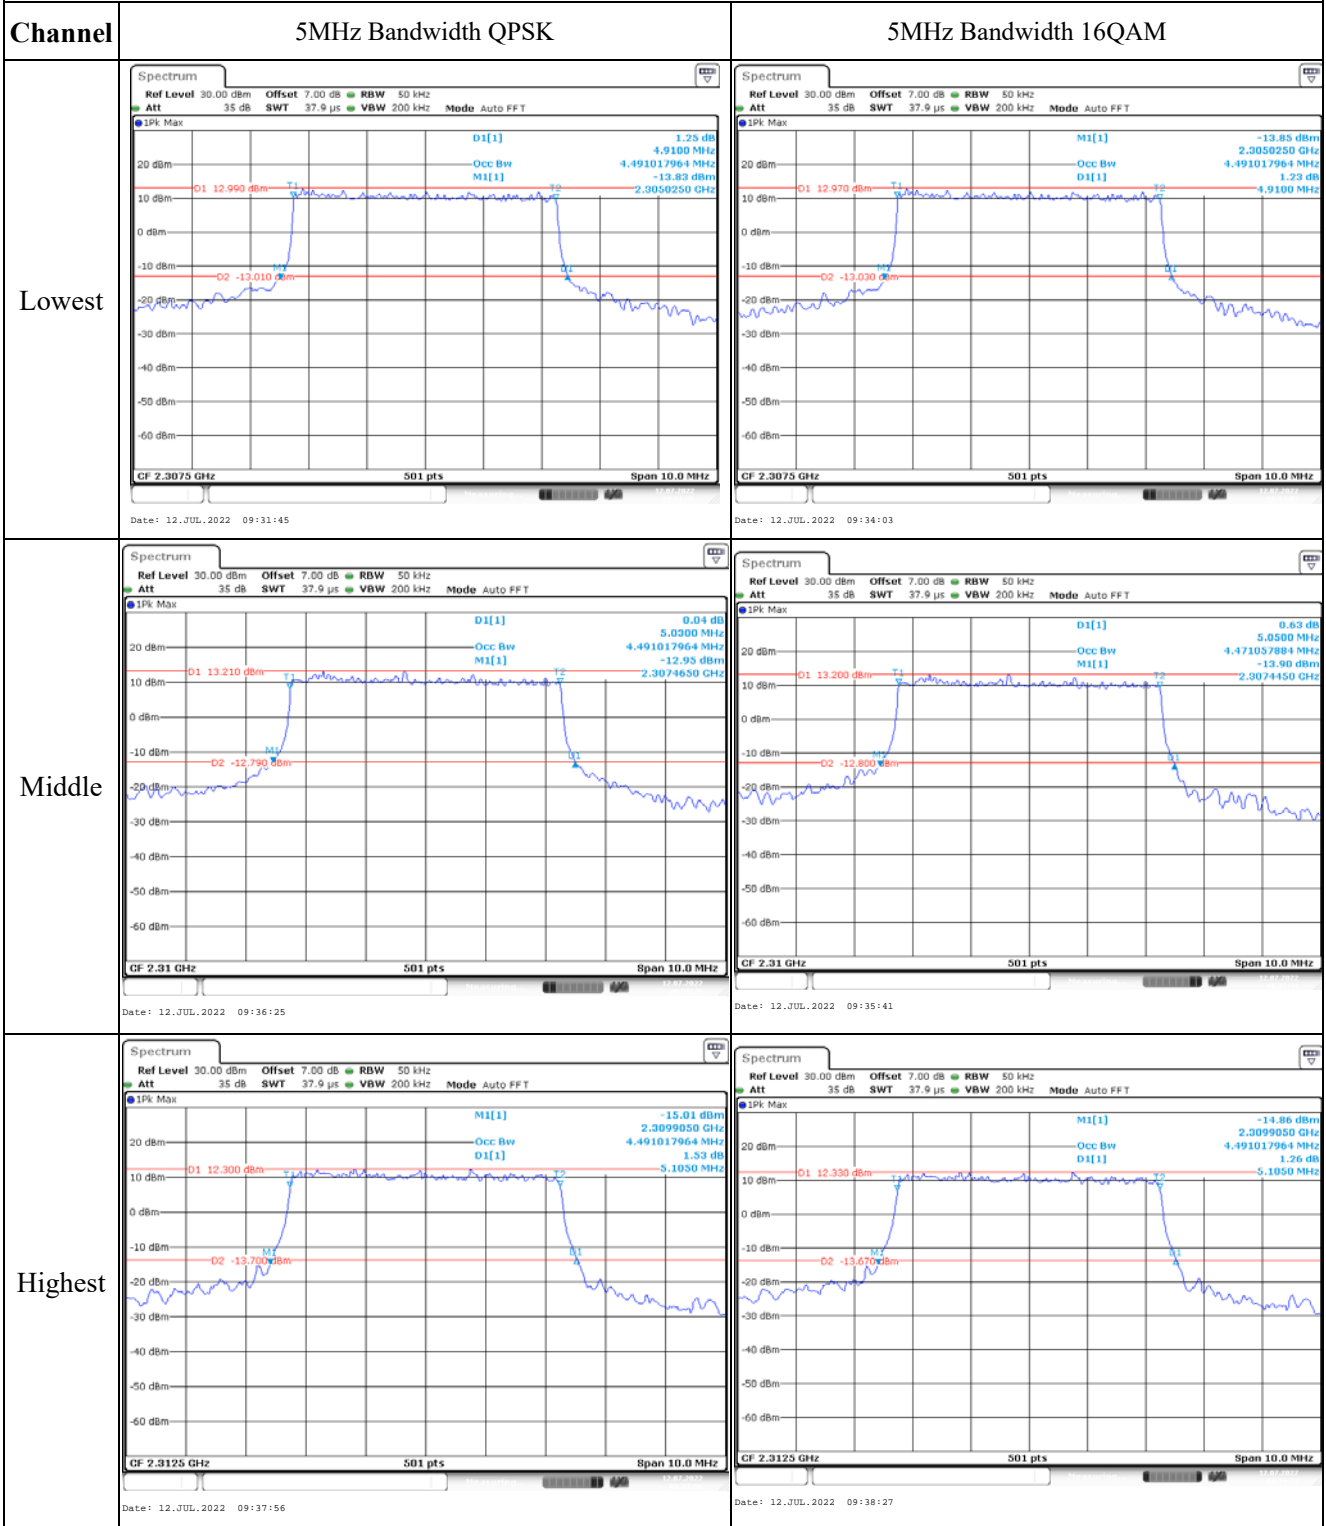 Channel 5MHz Bandwidth QPSK 5MHz Bandwidth 16QAM
Lowest
Spectrum
Ref Level 30.00 dBm Offset 7.00 dB RBW 50 kHz
Att 35 dB SWT 37.9 µs VBW 200 kHz Mode Auto FFT
1Pk Max
D1[1] 1.25 dB
4.9100 MHz
20 dBm Occ Bw 4.491017964 MHz
M1[1] -13.83 dBm
D1 12.990 dBm T1 T2 2.3050250 GHz
10 dBm
0 dBm
-10 dBm
M1 D1
D2 -13.010 dBm
-20 dBm
-30 dBm
-40 dBm
-50 dBm
-60 dBm
CF 2.3075 GHz 501 pts Span 10.0 MHz
Date: 12.JUL.2022 09:31:45
Spectrum
Ref Level 30.00 dBm Offset 7.00 dB RBW 50 kHz
Att 35 dB SWT 37.9 µs VBW 200 kHz Mode Auto FFT
1Pk Max
M1[1] -13.85 dBm
2.3050250 GHz
20 dBm Occ Bw 4.491017964 MHz
D1[1] 1.23 dB
D1 12.970 dBm T1 T2 4.9100 MHz
10 dBm
0 dBm
-10 dBm
M1 D1
D2 -13.030 dBm
-20 dBm
-30 dBm
-40 dBm
-50 dBm
-60 dBm
CF 2.3075 GHz 501 pts Span 10.0 MHz
Date: 12.JUL.2022 09:34:03
Middle
Spectrum
Ref Level 30.00 dBm Offset 7.00 dB RBW 50 kHz
Att 35 dB SWT 37.9 µs VBW 200 kHz Mode Auto FFT
1Pk Max
D1[1] 0.04 dB
5.0300 MHz
20 dBm Occ Bw 4.491017964 MHz
M1[1] -12.95 dBm
D1 13.210 dBm T1 T2 2.3074650 GHz
10 dBm
0 dBm
-10 dBm
M1 D1
D2 -12.790 dBm
-20 dBm
-30 dBm
-40 dBm
-50 dBm
-60 dBm
CF 2.31 GHz 501 pts Span 10.0 MHz
Date: 12.JUL.2022 09:36:25
Spectrum
Ref Level 30.00 dBm Offset 7.00 dB RBW 50 kHz
Att 35 dB SWT 37.9 µs VBW 200 kHz Mode Auto FFT
1Pk Max
D1[1] 0.63 dB
5.0500 MHz
20 dBm Occ Bw 4.471057884 MHz
M1[1] -13.90 dBm
D1 13.200 dBm T1 T2 2.3074450 GHz
10 dBm
0 dBm
-10 dBm
M1 D1
D2 -12.800 dBm
-20 dBm
-30 dBm
-40 dBm
-50 dBm
-60 dBm
CF 2.31 GHz 501 pts Span 10.0 MHz
Date: 12.JUL.2022 09:35:41
Highest
Spectrum
Ref Level 30.00 dBm Offset 7.00 dB RBW 50 kHz
Att 35 dB SWT 37.9 µs VBW 200 kHz Mode Auto FFT
1Pk Max
M1[1] -15.01 dBm
2.3099050 GHz
20 dBm Occ Bw 4.491017964 MHz
D1[1] 1.53 dB
D1 12.300 dBm T1 T2 5.1050 MHz
10 dBm
0 dBm
-10 dBm
M1 D1
D2 -13.700 dBm
-20 dBm
-30 dBm
-40 dBm
-50 dBm
-60 dBm
CF 2.3125 GHz 501 pts Span 10.0 MHz
Date: 12.JUL.2022 09:37:56
Spectrum
Ref Level 30.00 dBm Offset 7.00 dB RBW 50 kHz
Att 35 dB SWT 37.9 µs VBW 200 kHz Mode Auto FFT
1Pk Max
M1[1] -14.86 dBm
2.3099050 GHz
20 dBm Occ Bw 4.491017964 MHz
D1[1] 1.26 dB
D1 12.330 dBm T1 T2 5.1050 MHz
10 dBm
0 dBm
-10 dBm
M1 D1
D2 -13.670 dBm
-20 dBm
-30 dBm
-40 dBm
-50 dBm
-60 dBm
CF 2.3125 GHz 501 pts Span 10.0 MHz
Date: 12.JUL.2022 09:38:27